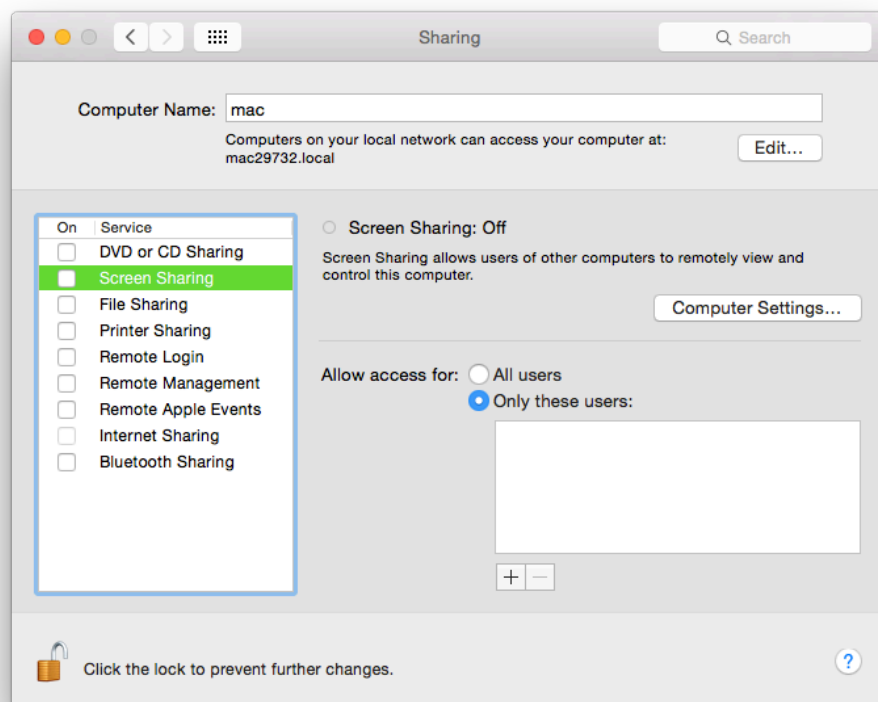 Sharing
Search
Computer Name: mac
Computers on your local network can access your computer at:
mac29732.local
Edit...
On Service
DVD or CD Sharing
Screen Sharing
File Sharing
Printer Sharing
Remote Login
Remote Management
Remote Apple Events
Internet Sharing
Bluetooth Sharing
Screen Sharing: Off
Screen Sharing allows users of other computers to remotely view and
control this computer.
Computer Settings...
Allow access for: All users
Only these users:
+ −
Click the lock to prevent further changes.
?